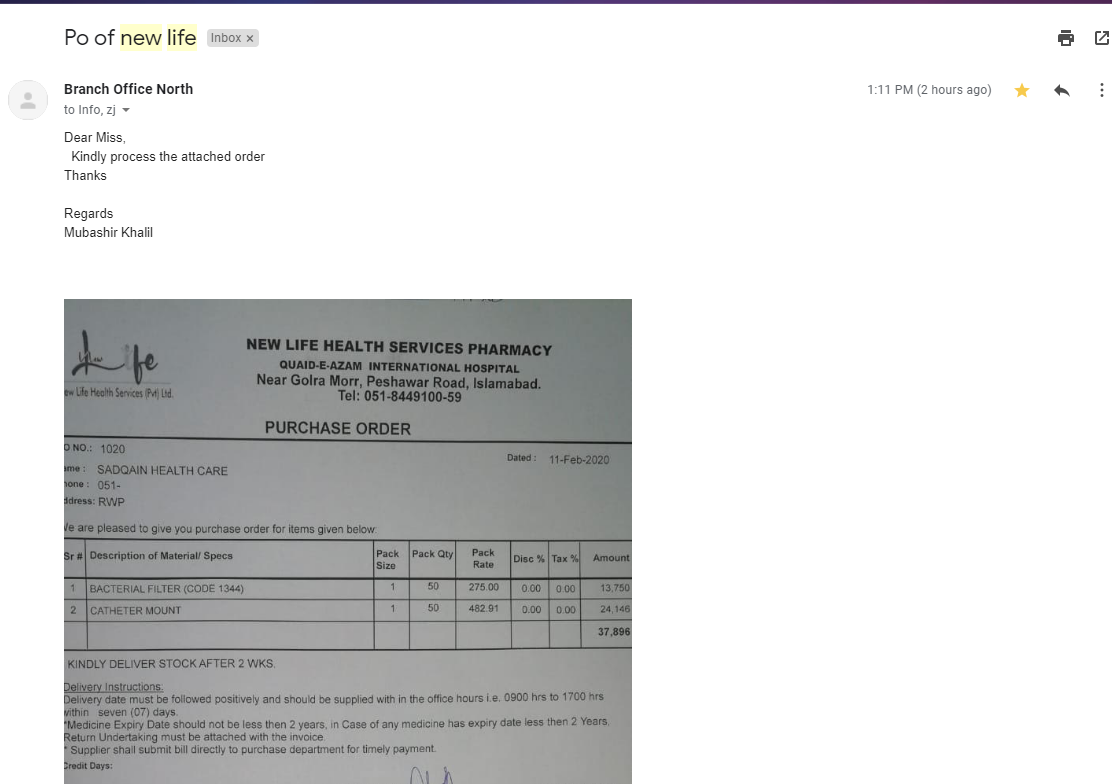 Po of new life Inbox ×
Branch Office North 1:11 PM (2 hours ago)
to Info, zj
Dear Miss,
Kindly process the attached order
Thanks
Regards
Mubashir Khalil
Life
ew Life Health Services (Pvt) Ltd.
NEW LIFE HEALTH SERVICES PHARMACY
QUAID-E-AZAM INTERNATIONAL HOSPITAL
Near Golra Morr, Peshawar Road, Islamabad.
Tel: 051-8449100-59
PURCHASE ORDER
O NO.: 1020
Dated : 11-Feb-2020
ame : SADQAIN HEALTH CARE
hone : 051-
ddress: RWP
We are pleased to give you purchase order for items given below:
Sr # Description of Material/ Specs Pack Size Pack Qty Pack Rate Disc % Tax % Amount
1 BACTERIAL FILTER (CODE 1344) 1 50 275.00 0.00 0.00 13,750
2 CATHETER MOUNT 1 50 482.91 0.00 0.00 24,146
37,896
KINDLY DELIVER STOCK AFTER 2 WKS.
Delivery Instructions:
Delivery date must be followed positively and should be supplied with in the office hours i.e. 0900 hrs to 1700 hrs
within seven (07) days.
*Medicine Expiry Date should not be less then 2 years, in Case of any medicine has expiry date less then 2 Years,
Return Undertaking must be attached with the invoice.
* Supplier shall submit bill directly to purchase department for timely payment.
Credit Days: